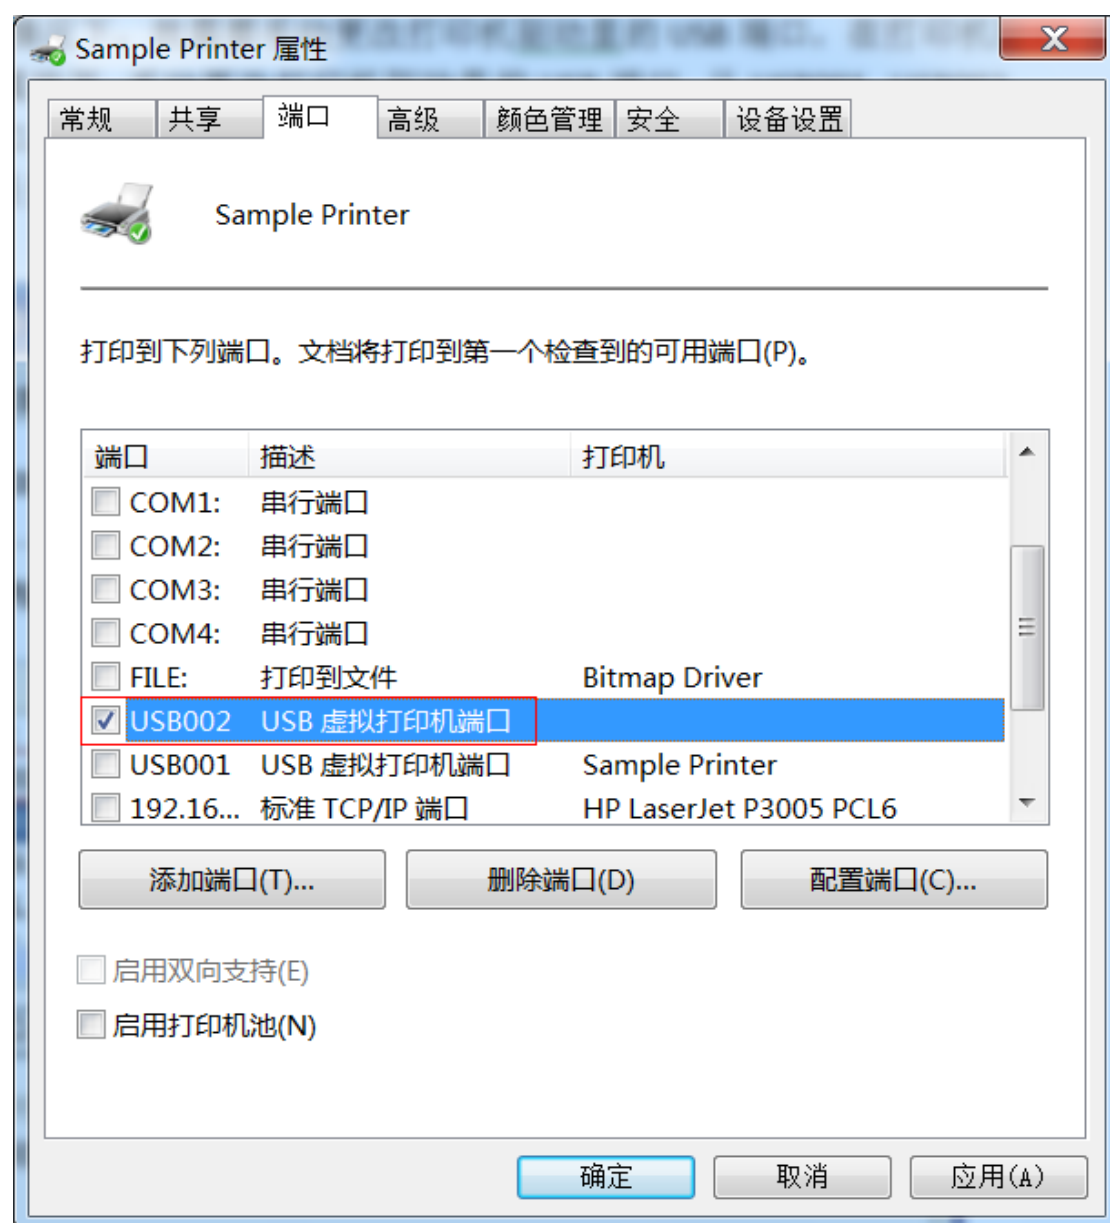 Sample Printer 属性
常规 共享 端口 高级 颜色管理 安全 设备设置
Sample Printer
打印到下列端口。文档将打印到第一个检查到的可用端口(P)。
端口 描述 打印机
COM1: 串行端口
COM2: 串行端口
COM3: 串行端口
COM4: 串行端口
FILE: 打印到文件 Bitmap Driver
USB002 USB 虚拟打印机端口
USB001 USB 虚拟打印机端口 Sample Printer
192.16... 标准 TCP/IP 端口 HP LaserJet P3005 PCL6
添加端口(T)... 删除端口(D) 配置端口(C)...
启用双向支持(E)
启用打印机池(N)
确定 取消 应用(A)